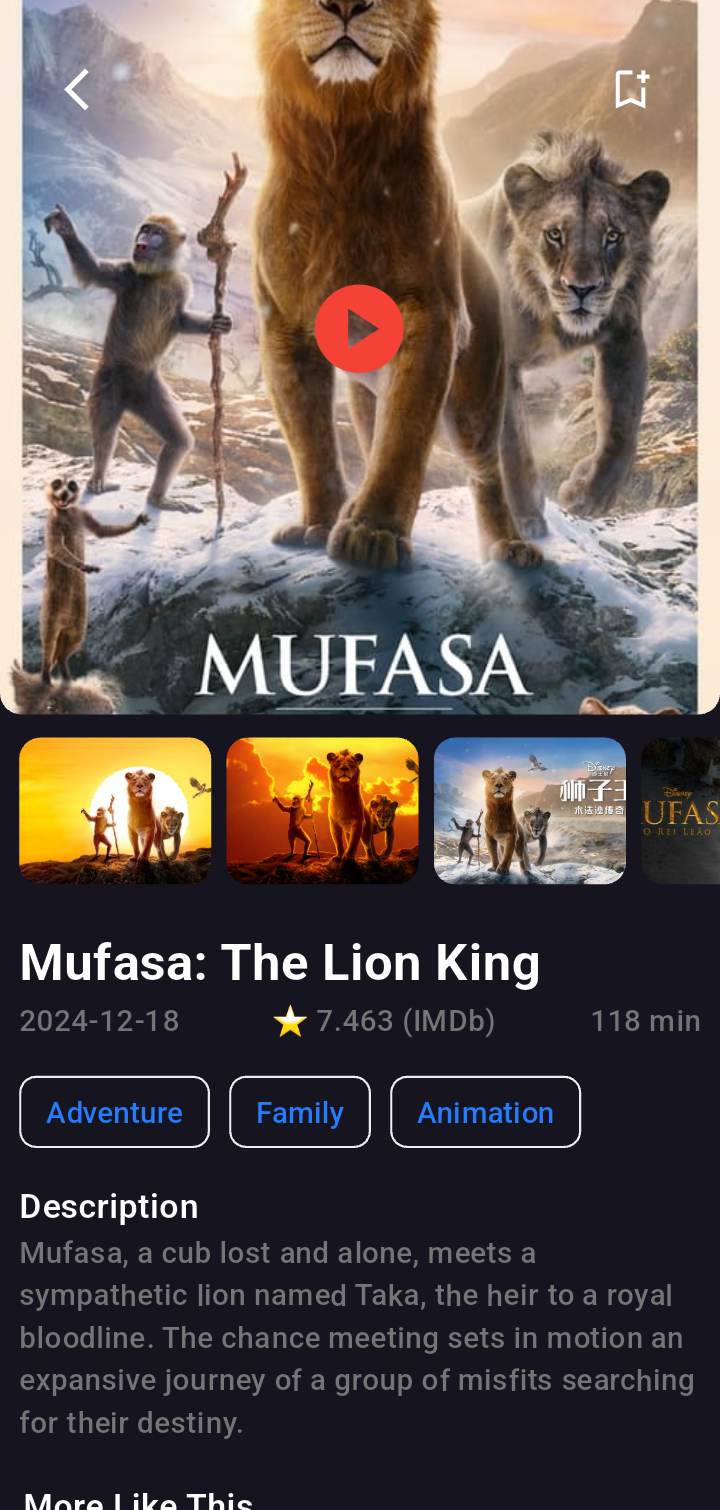 MUFASA
Disney
狮子王
木法沙传奇
Disney
UFAS
O REI LEÃO
Mufasa: The Lion King
2024-12-18
7.463 (IMDb)
118 min
Adventure
Family
Animation
Description
Mufasa, a cub lost and alone, meets a
sympathetic lion named Taka, the heir to a royal
bloodline. The chance meeting sets in motion an
expansive journey of a group of misfits searching
for their destiny.
More Like This